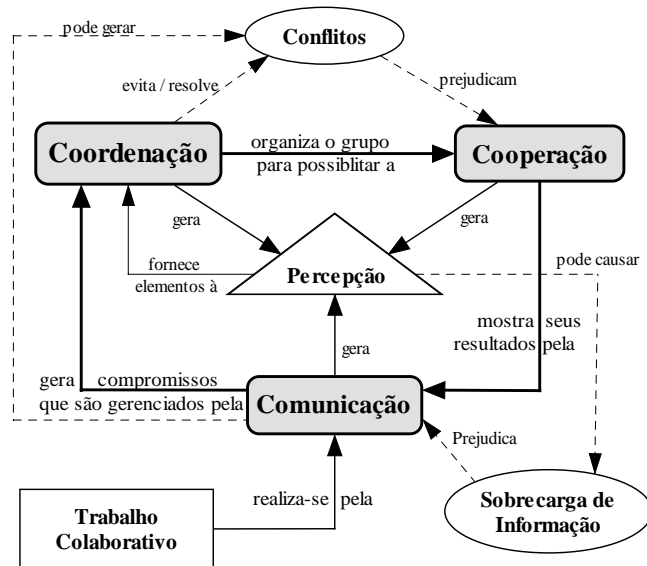 pode gerar
Conflitos
evita / resolve
prejudicam
Coordenação
organiza o grupo
para possiblitar a
Cooperação
gera
gera
fornece
elementos à
Percepção
pode causar
mostra seus
resultados pela
gera
gera compromissos
que são gerenciados pela
Comunicação
Prejudica
realiza-se pela
Trabalho
Colaborativo
Sobrecarga de
Informação